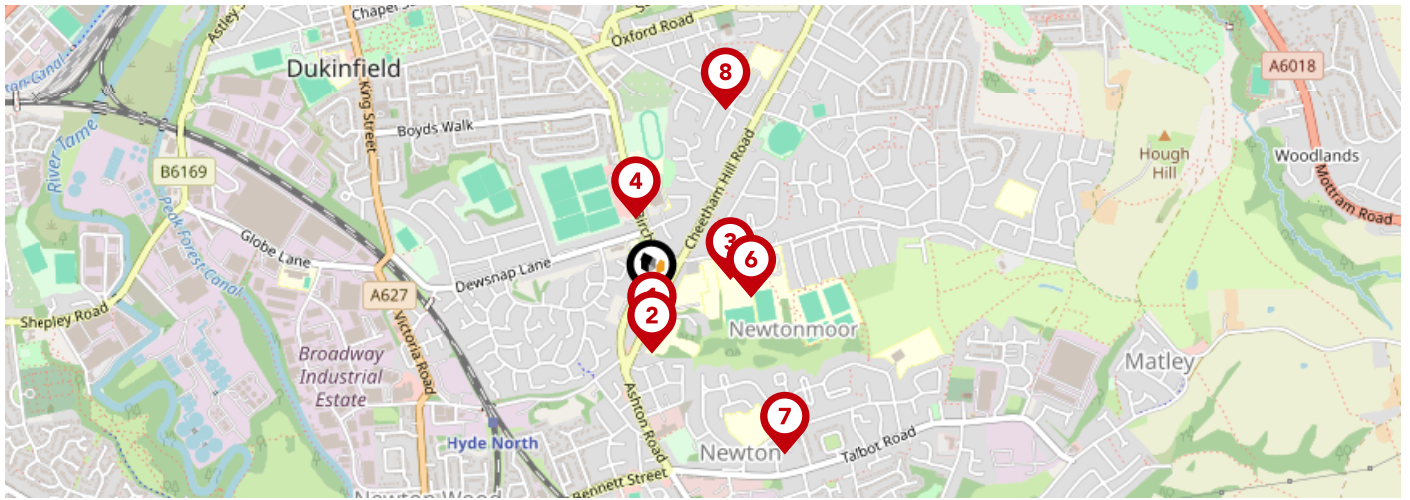 Chapel
Astley
Oxford Road
8
A6018
Dukinfield
King Street
Boyds Walk
River Tame
B6169
Cheetham Hill Road
Hough
Hill
Woodlands
Mottram Road
4
Peak Forest Canal
Globe Lane
3
6
Dewsnap Lane
A627
2
Shepley Road
Victoria Road
Newtonmoor
Broadway
Industrial
Estate
Matley
Ashton Road
7
Hyde North
Newton
Talbot Road
Bennett Street
Newton Wood